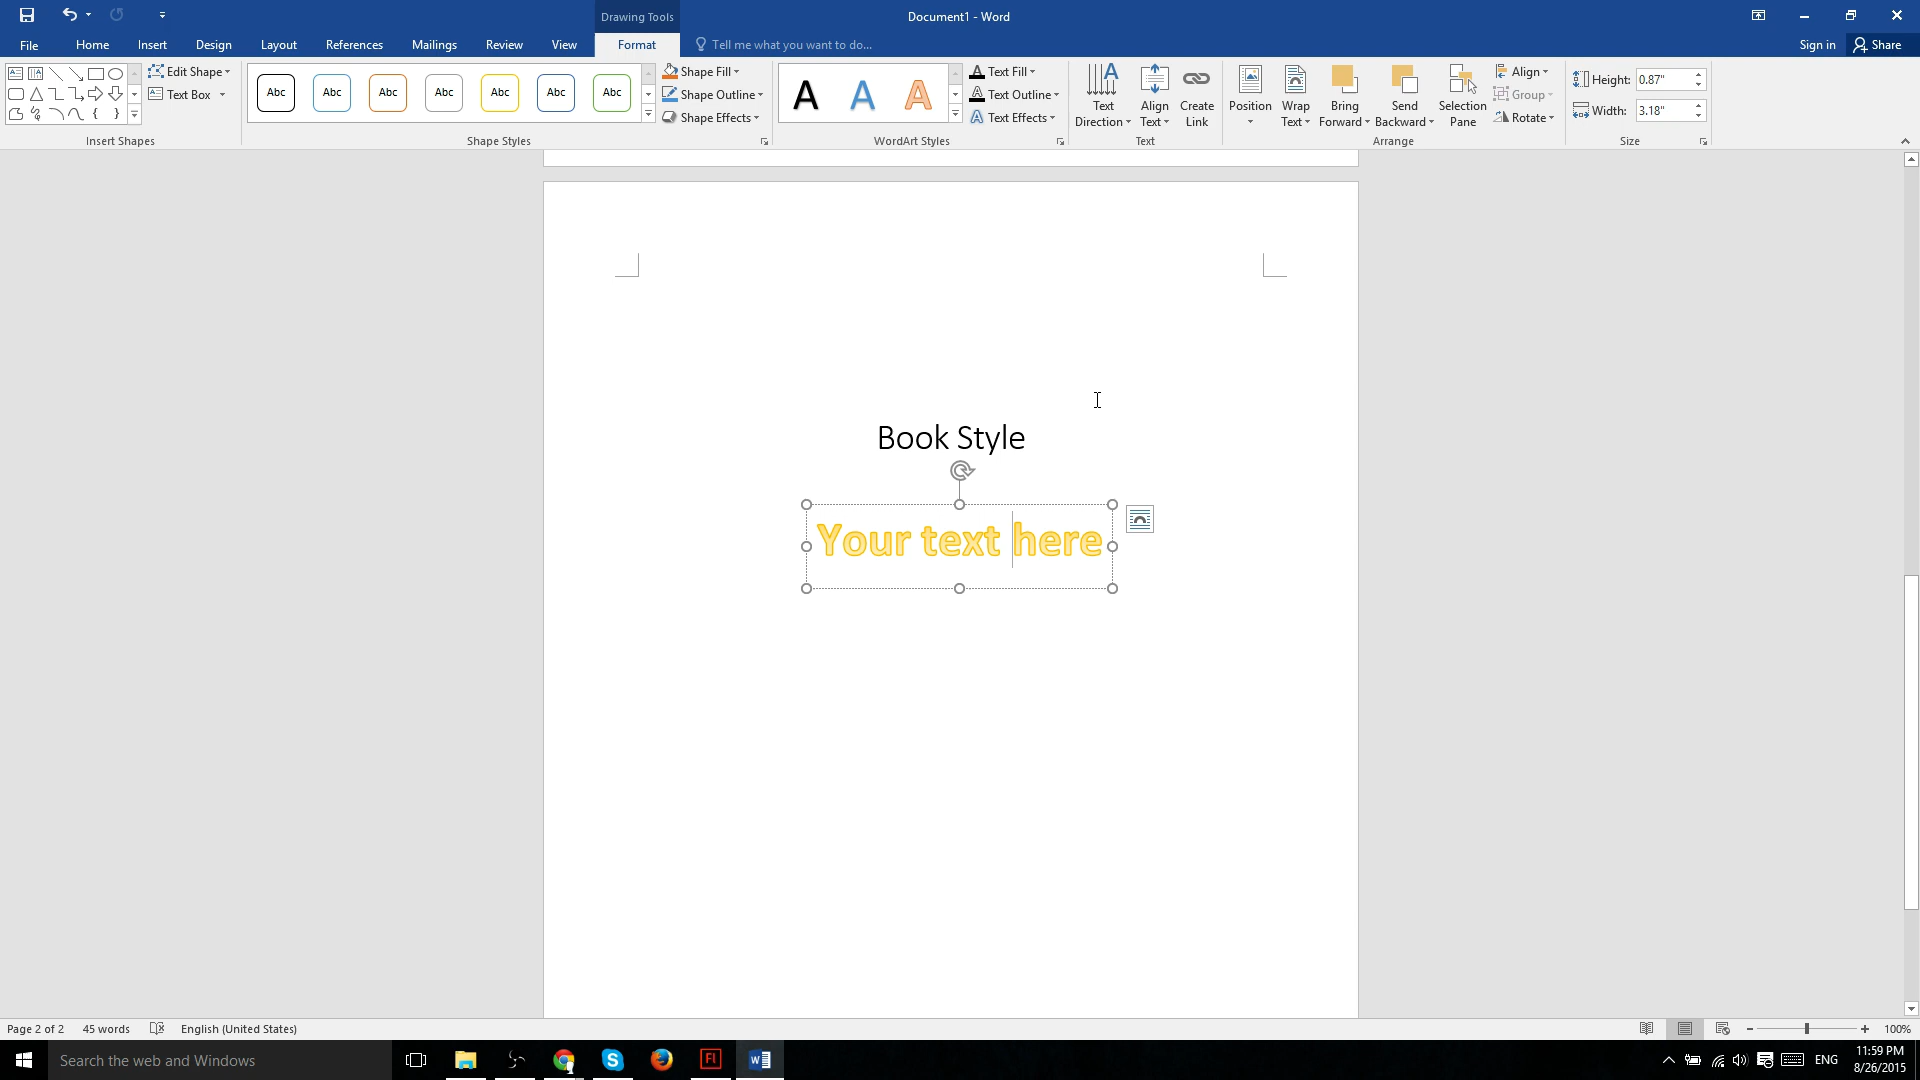 Drawing Tools
Document1 - Word
File Home Insert Design Layout References Mailings Review View Format Tell me what you want to do... Sign in Share
Edit Shape
Text Box
Insert Shapes
Abc Abc Abc Abc Abc Abc Abc
Shape Fill
Shape Outline
Shape Effects
Shape Styles
A A A
Text Fill
Text Outline
Text Effects
WordArt Styles
Text Direction
Align Text
Create Link
Text
Position
Wrap Text
Bring Forward
Send Backward
Selection Pane
Align
Group
Rotate
Arrange
Height: 0.87"
Width: 3.18"
Size
Book Style
Your text here
Page 2 of 2 45 words English (United States) 100%
Search the web and Windows
Fl
ENG
11:59 PM
8/26/2015